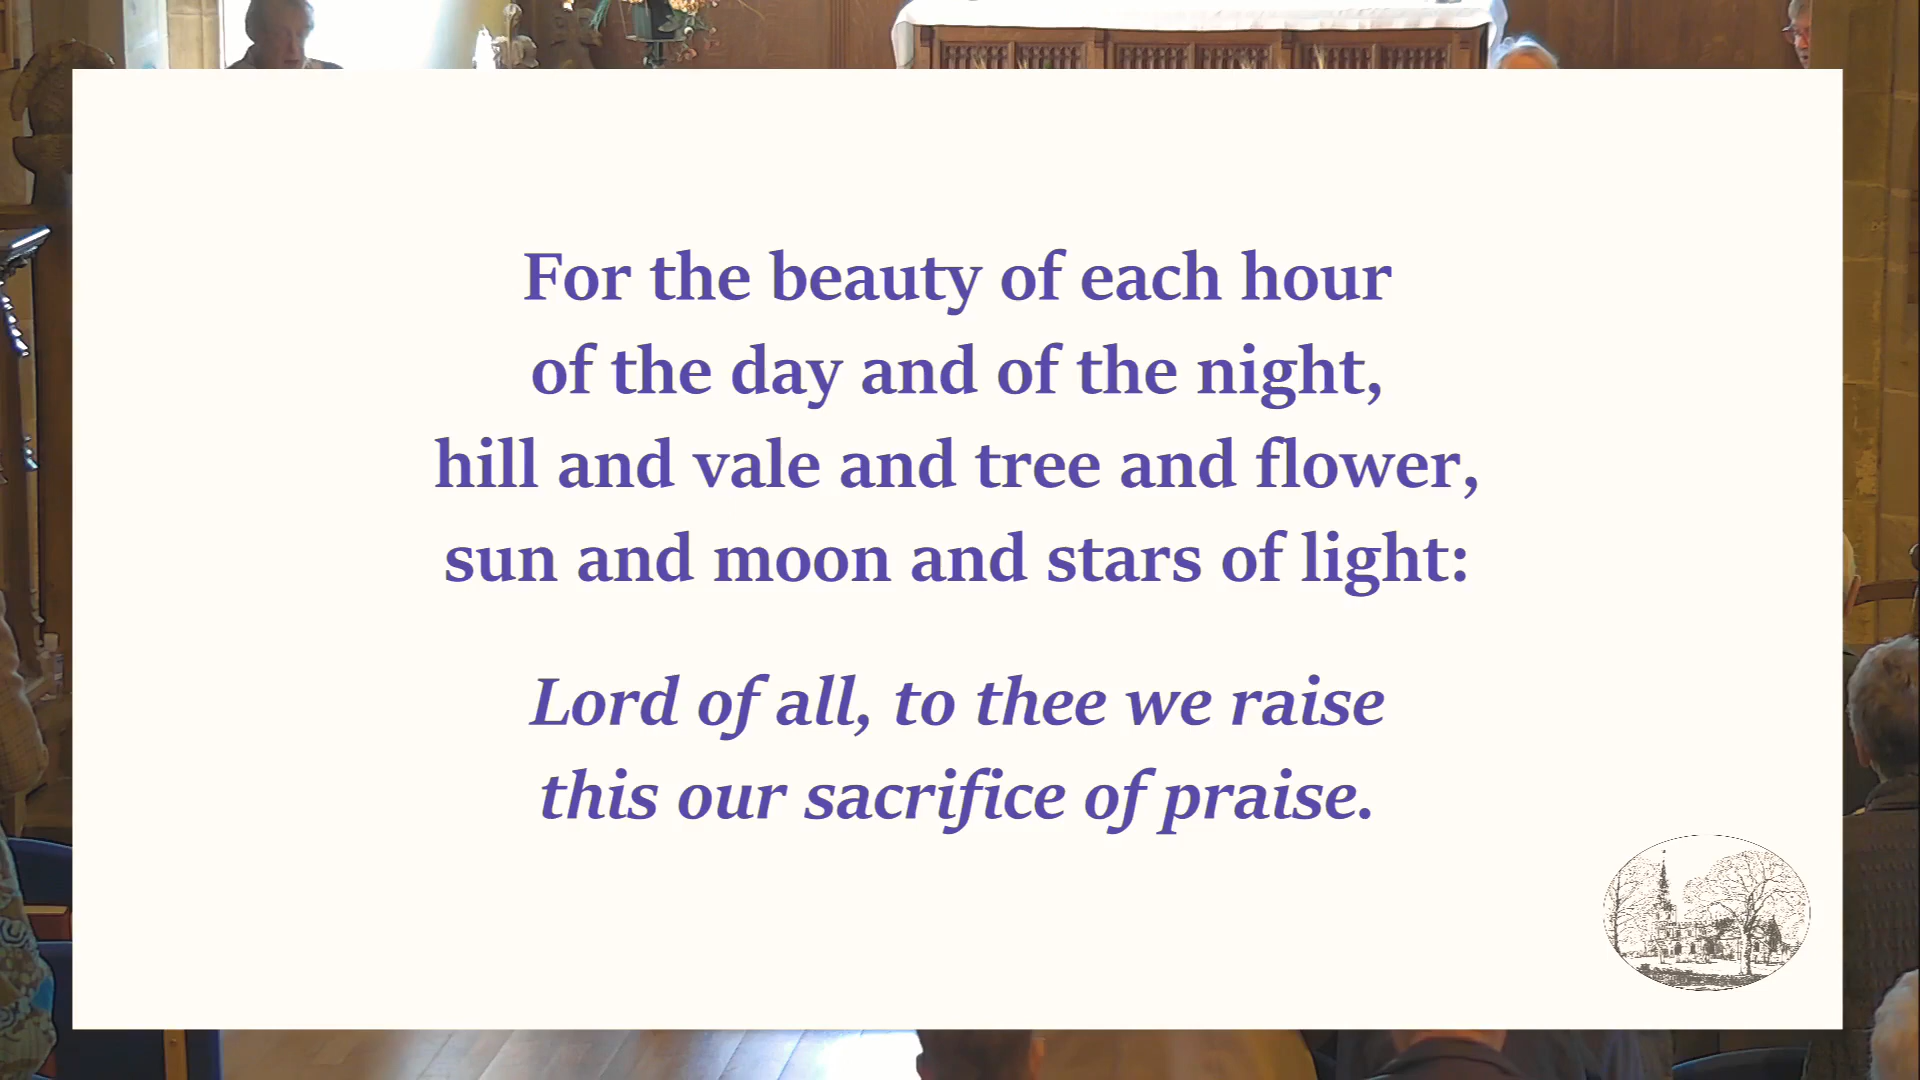 For the beauty of each hour
of the day and of the night,
hill and vale and tree and flower,
sun and moon and stars of light:
Lord of all, to thee we raise
this our sacrifice of praise.